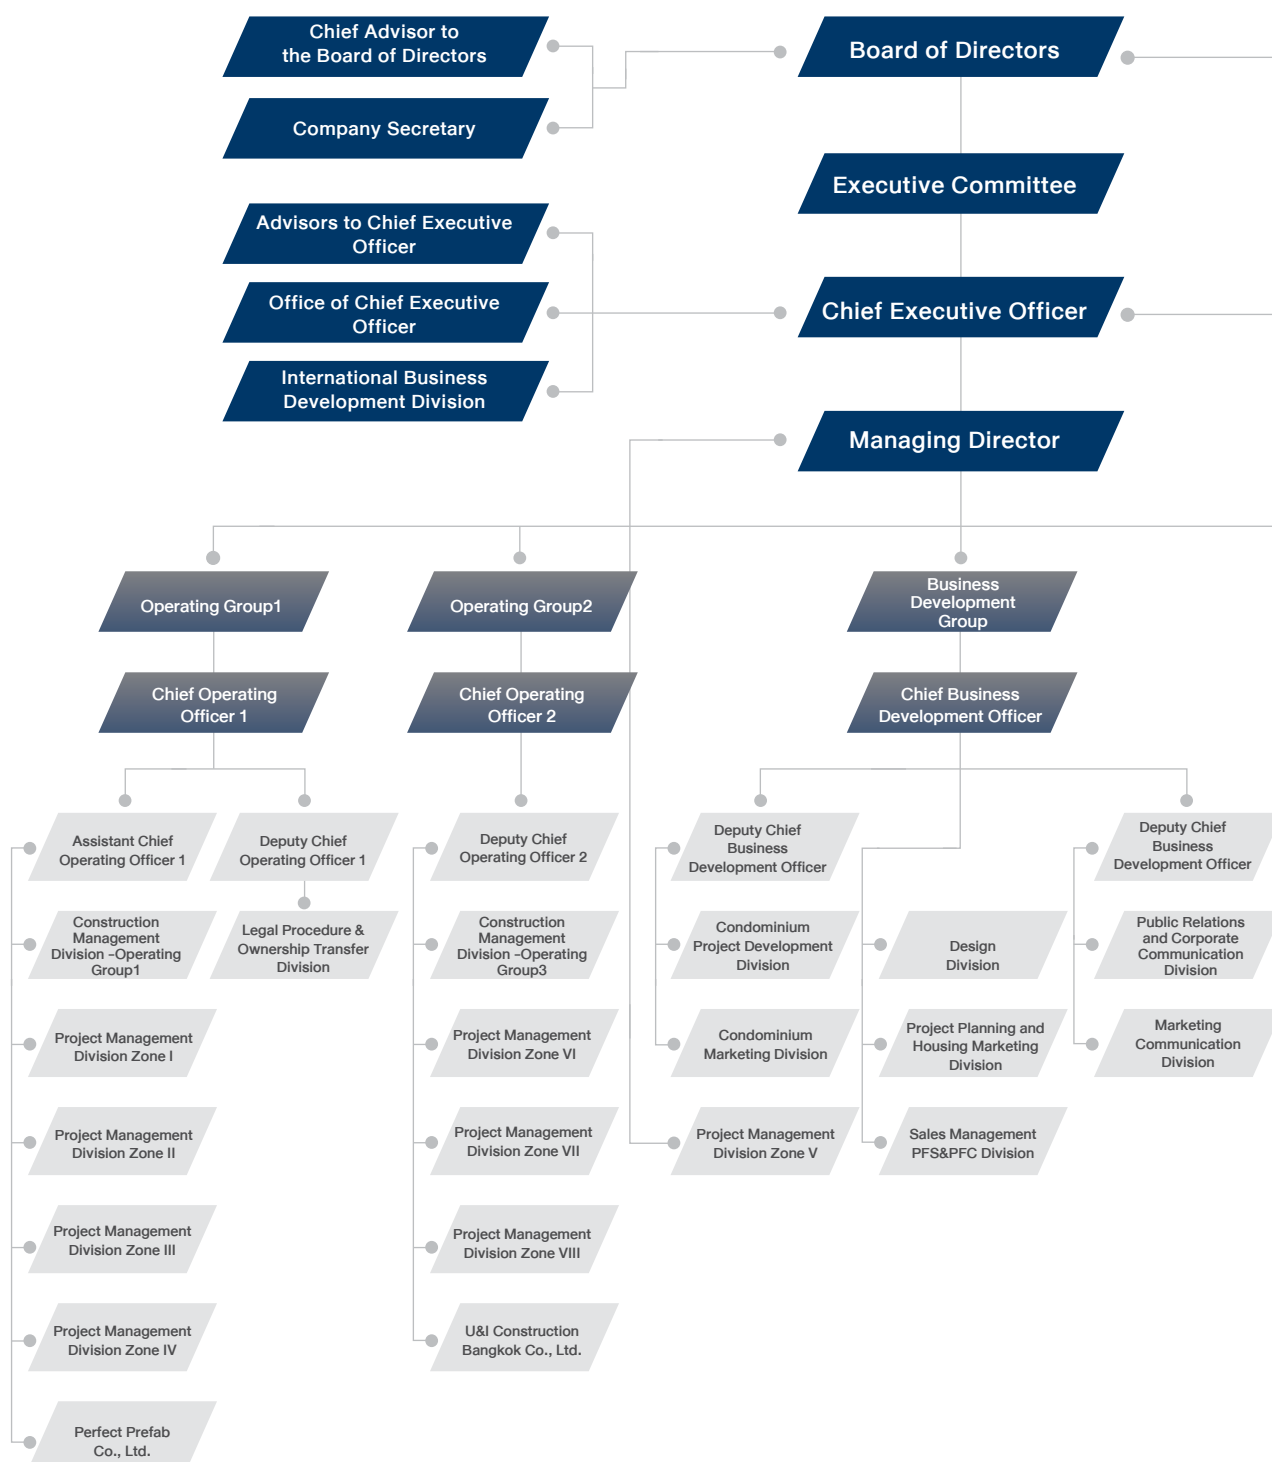 Chief Advisor to
the Board of Directors
Board of Directors
Company Secretary
Executive Committee
Advisors to Chief Executive
Officer
Office of Chief Executive
Officer
Chief Executive Officer
International Business
Development Division
Managing Director
Operating Group1
Operating Group2
Business
Development
Group
Chief Operating
Officer 1
Chief Operating
Officer 2
Chief Business
Development Officer
Assistant Chief
Operating Officer 1
Deputy Chief
Operating Officer 1
Deputy Chief
Operating Officer 2
Deputy Chief
Business
Development Officer
Deputy Chief
Business
Development Officer
Construction
Management
Division -Operating
Group1
Legal Procedure &
Ownership Transfer
Division
Construction
Management
Division -Operating
Group3
Condominium
Project Development
Division
Design
Division
Public Relations
and Corporate
Communication
Division
Project Management
Division Zone I
Project Management
Division Zone VI
Condominium
Marketing Division
Project Planning and
Housing Marketing
Division
Marketing
Communication
Division
Project Management
Division Zone II
Project Management
Division Zone VII
Project Management
Division Zone V
Sales Management
PFS&PFC Division
Project Management
Division Zone III
Project Management
Division Zone VIII
Project Management
Division Zone IV
U&I Construction
Bangkok Co., Ltd.
Perfect Prefab
Co., Ltd.